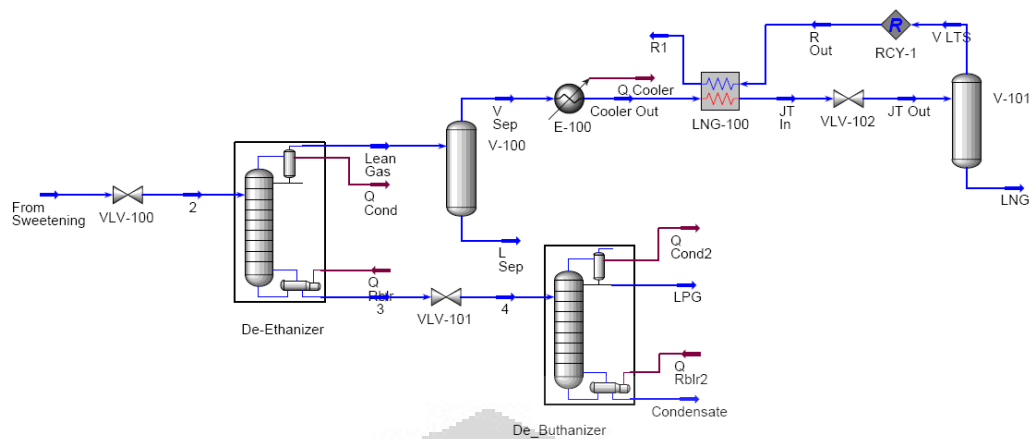 R1
R
Out
R
RCY-1
V LTS
Q Cooler
V
Sep
E-100
Cooler Out
LNG-100
JT
In
VLV-102
JT Out
V-101
LNG
V-100
Lean
Gas
Q
Cond
From
Sweetening
VLV-100
2
L
Sep
Q
Rblr
3
VLV-101
4
De-Ethanizer
Q
Cond2
LPG
Q
Rblr2
Condensate
De_Buthanizer